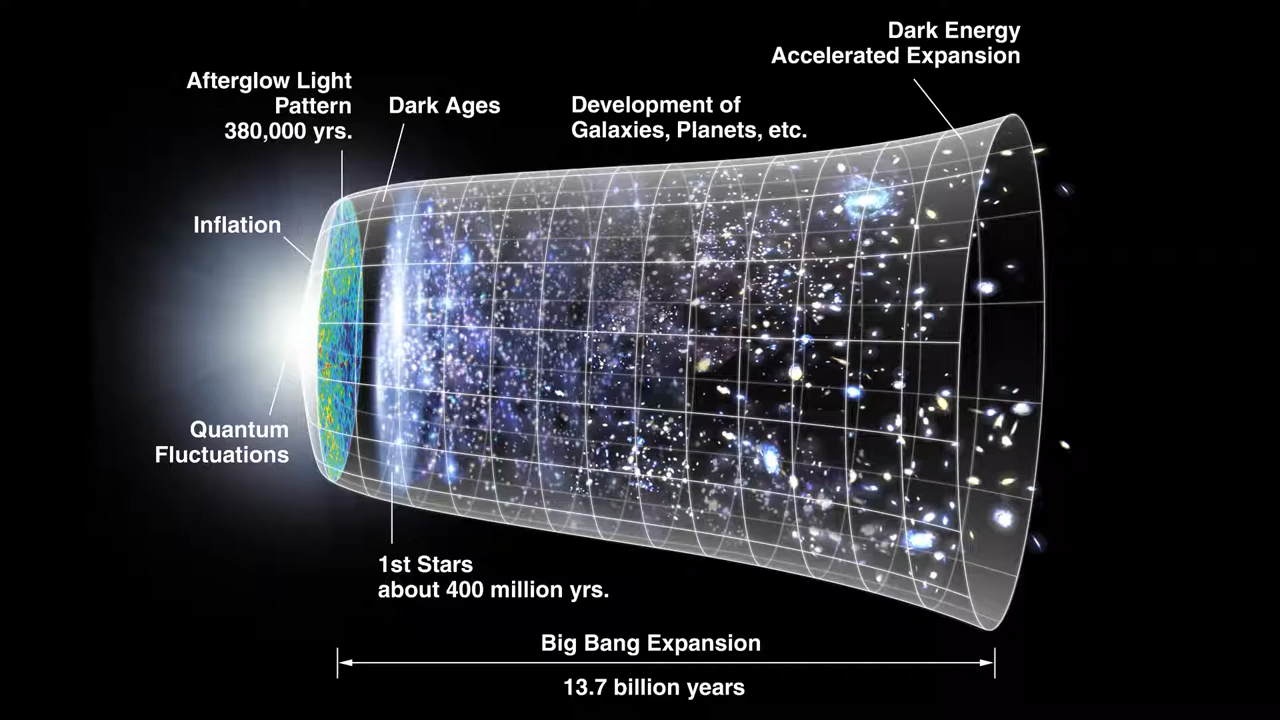 Dark Energy
Accelerated Expansion
Afterglow Light
Pattern
380,000 yrs.
Dark Ages
Development of
Galaxies, Planets, etc.
Inflation
Quantum
Fluctuations
1st Stars
about 400 million yrs.
Big Bang Expansion
13.7 billion years